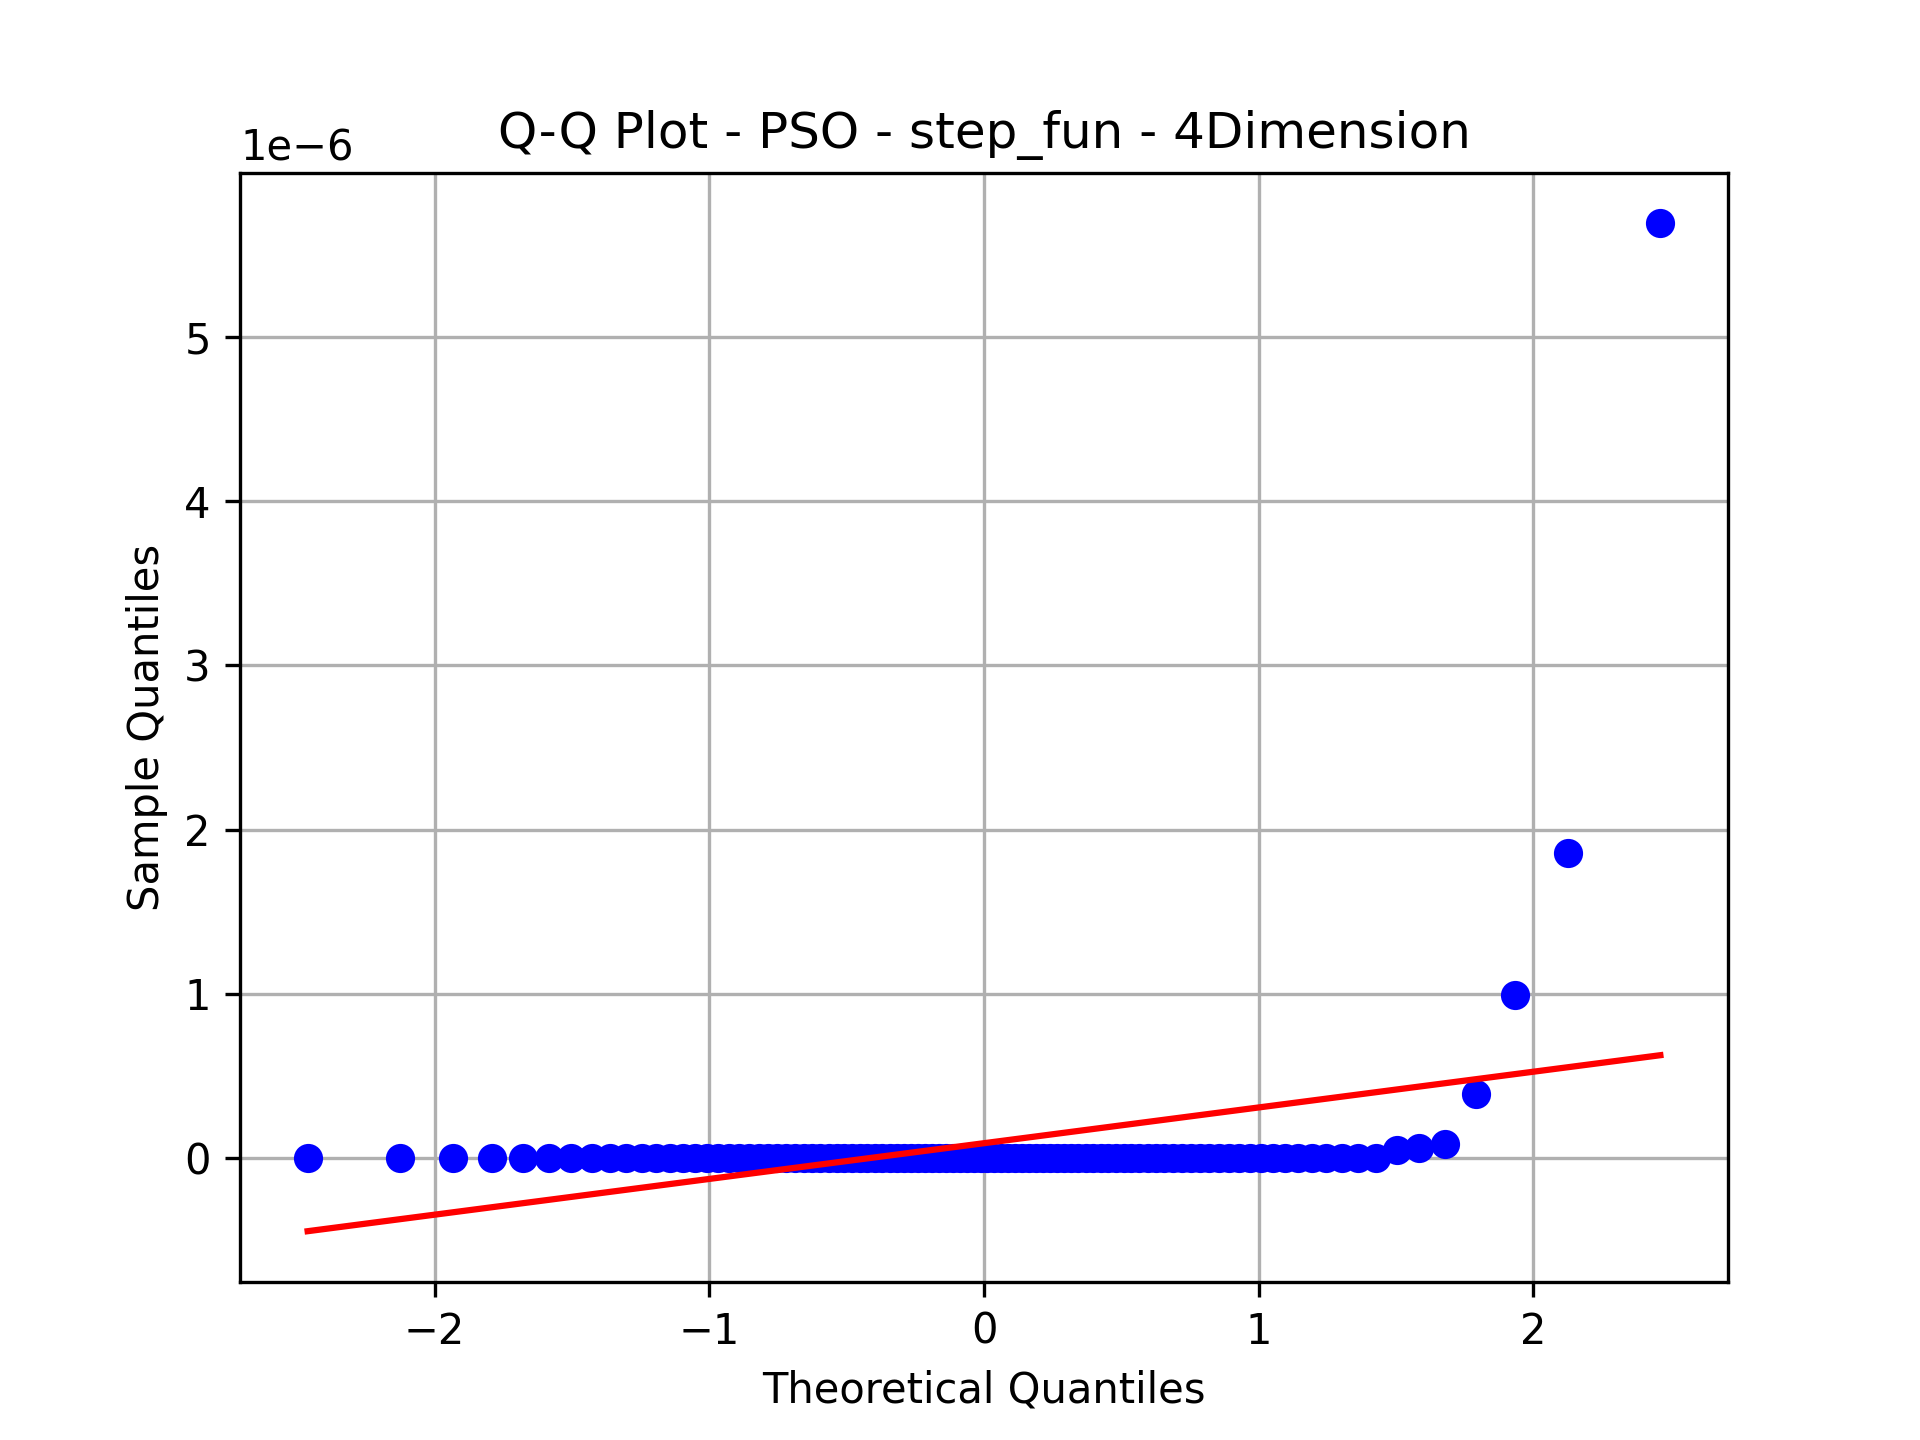 Q-Q Plot - PSO - step_fun - 4Dimension
1e−6
5
4
3
2
1
0
Sample Quantiles
−2
−1
0
1
2
Theoretical Quantiles